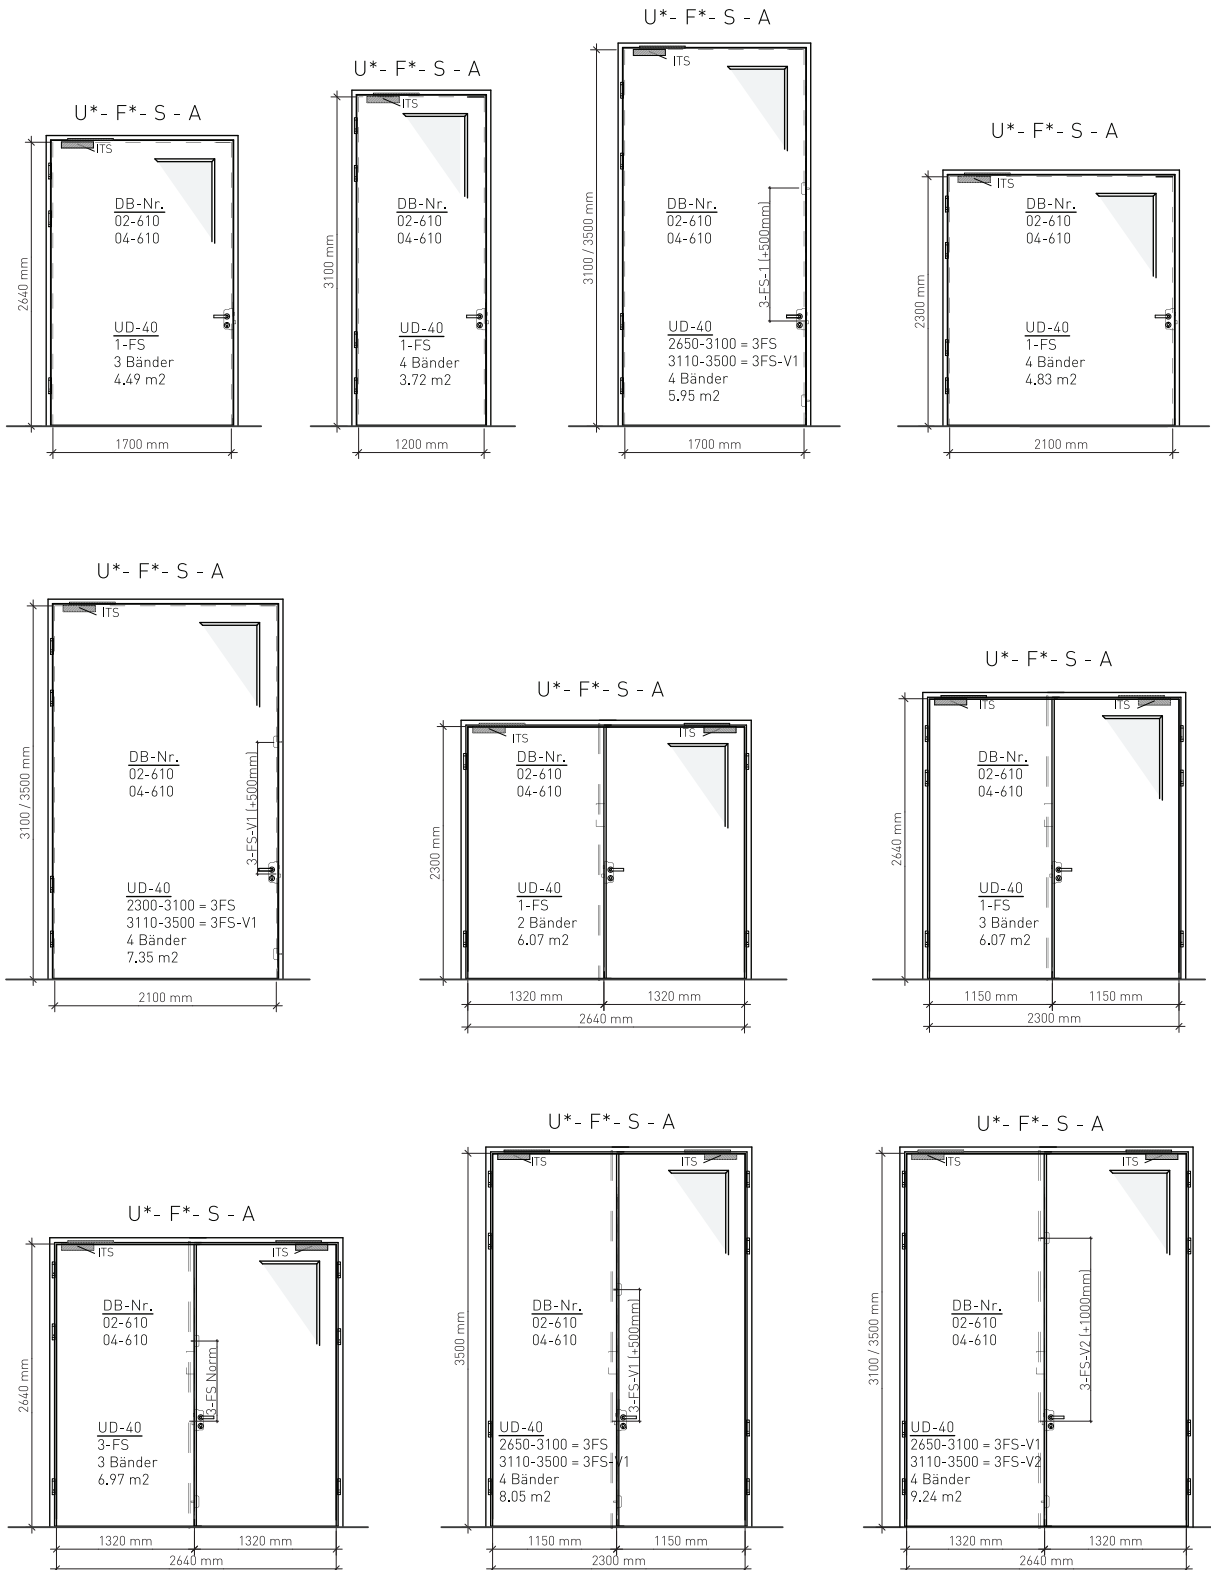 U*- F*- S - A
ITS
DB-Nr.
02-610
04-610
2640 mm
UD-40
1-FS
3 Bänder
4.49 m2
1700 mm
U*- F*- S - A
ITS
DB-Nr.
02-610
04-610
3100 mm
UD-40
1-FS
4 Bänder
3.72 m2
1200 mm
U*- F*- S - A
ITS
DB-Nr.
02-610
04-610
3100 / 3500 mm
3-FS-1 (+500mm)
UD-40
2650-3100 = 3FS
3110-3500 = 3FS-V1
4 Bänder
5.95 m2
1700 mm
U*- F*- S - A
ITS
DB-Nr.
02-610
04-610
2300 mm
UD-40
1-FS
4 Bänder
4.83 m2
2100 mm
U*- F*- S - A
ITS
DB-Nr.
02-610
04-610
3100 / 3500 mm
3-FS-V1 (+500mm)
UD-40
2300-3100 = 3FS
3110-3500 = 3FS-V1
4 Bänder
7.35 m2
2100 mm
U*- F*- S - A
ITS
ITS
DB-Nr.
02-610
04-610
2300 mm
UD-40
1-FS
2 Bänder
6.07 m2
1320 mm
1320 mm
2640 mm
U*- F*- S - A
ITS
ITS
DB-Nr.
02-610
04-610
2640 mm
UD-40
1-FS
3 Bänder
6.07 m2
1150 mm
1150 mm
2300 mm
U*- F*- S - A
ITS
ITS
DB-Nr.
02-610
04-610
2640 mm
3-FS Norm
UD-40
3-FS
3 Bänder
6.97 m2
1320 mm
1320 mm
2640 mm
U*- F*- S - A
ITS
ITS
DB-Nr.
02-610
04-610
3500 mm
3-FS-V1 (+500mm)
UD-40
2650-3100 = 3FS
3110-3500 = 3FS-V1
4 Bänder
8.05 m2
1150 mm
1150 mm
2300 mm
U*- F*- S - A
ITS
ITS
DB-Nr.
02-610
04-610
3100 / 3500 mm
3-FS-V2 (+1000mm)
UD-40
2650-3100 = 3FS-V1
3110-3500 = 3FS-V2
4 Bänder
9.24 m2
1320 mm
1320 mm
2640 mm